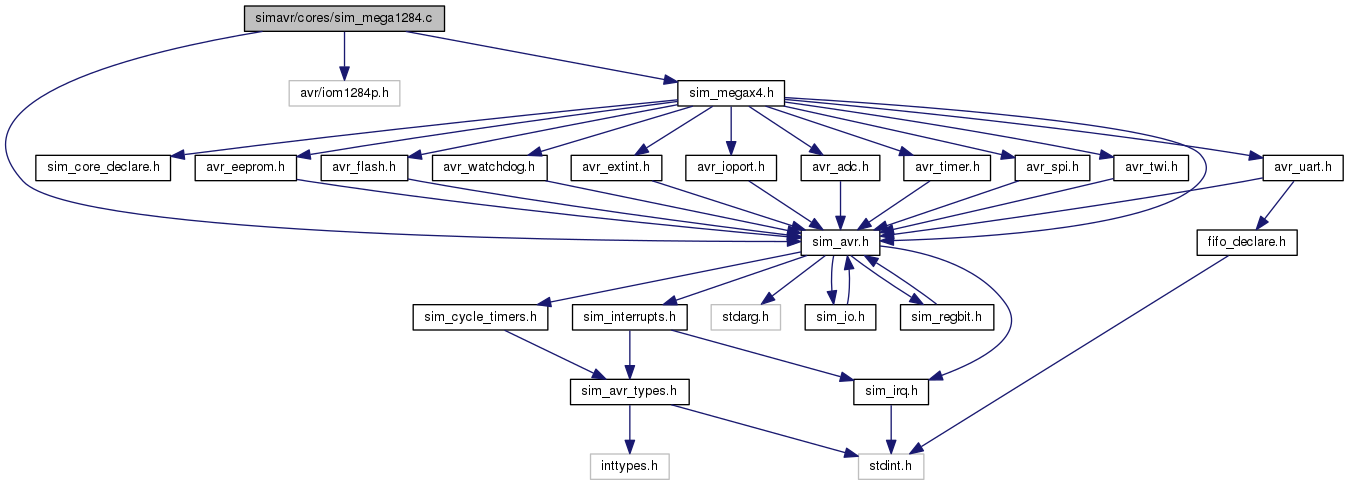 simavr/cores/sim_mega1284.c
avr/iom1284p.h
sim_megax4.h
sim_core_declare.h
avr_eeprom.h
avr_flash.h
avr_watchdog.h
avr_extint.h
avr_ioport.h
avr_adc.h
avr_timer.h
avr_spi.h
avr_twi.h
avr_uart.h
sim_avr.h
fifo_declare.h
sim_cycle_timers.h
sim_interrupts.h
stdarg.h
sim_io.h
sim_regbit.h
sim_avr_types.h
sim_irq.h
inttypes.h
stdint.h